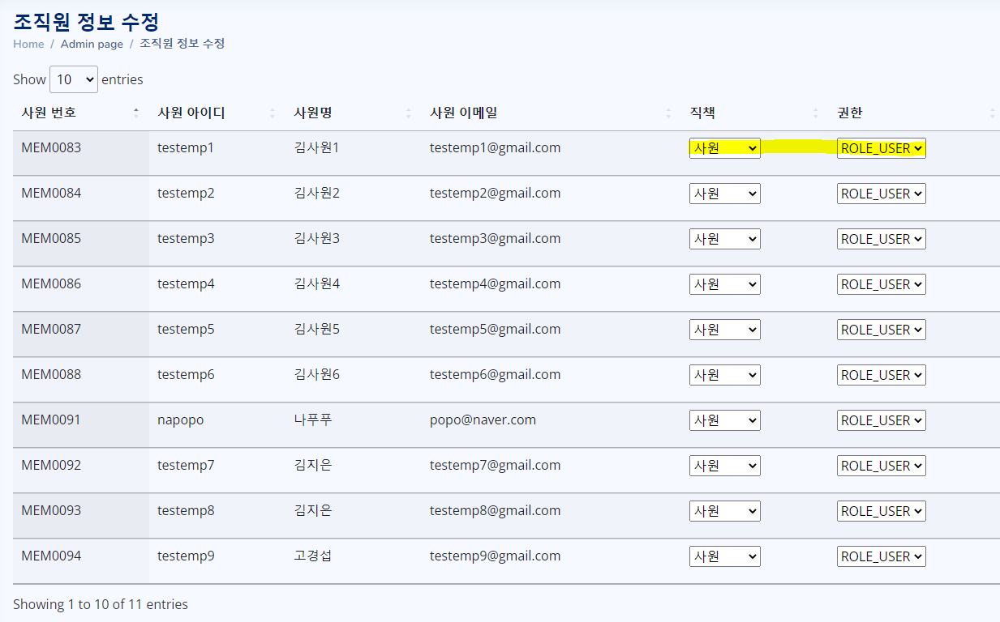 조직원 정보 수정
Home / Admin page / 조직원 정보 수정
Show 10 entries
사원 번호 사원 아이디 사원명 사원 이메일 직책 권한
MEM0083 testemp1 김사원1 testemp1@gmail.com 사원 ROLE_USER
MEM0084 testemp2 김사원2 testemp2@gmail.com 사원 ROLE_USER
MEM0085 testemp3 김사원3 testemp3@gmail.com 사원 ROLE_USER
MEM0086 testemp4 김사원4 testemp4@gmail.com 사원 ROLE_USER
MEM0087 testemp5 김사원5 testemp5@gmail.com 사원 ROLE_USER
MEM0088 testemp6 김사원6 testemp6@gmail.com 사원 ROLE_USER
MEM0091 napopo 나푸푸 popo@naver.com 사원 ROLE_USER
MEM0092 testemp7 김지은 testemp7@gmail.com 사원 ROLE_USER
MEM0093 testemp8 김지은 testemp8@gmail.com 사원 ROLE_USER
MEM0094 testemp9 고경섭 testemp9@gmail.com 사원 ROLE_USER
Showing 1 to 10 of 11 entries